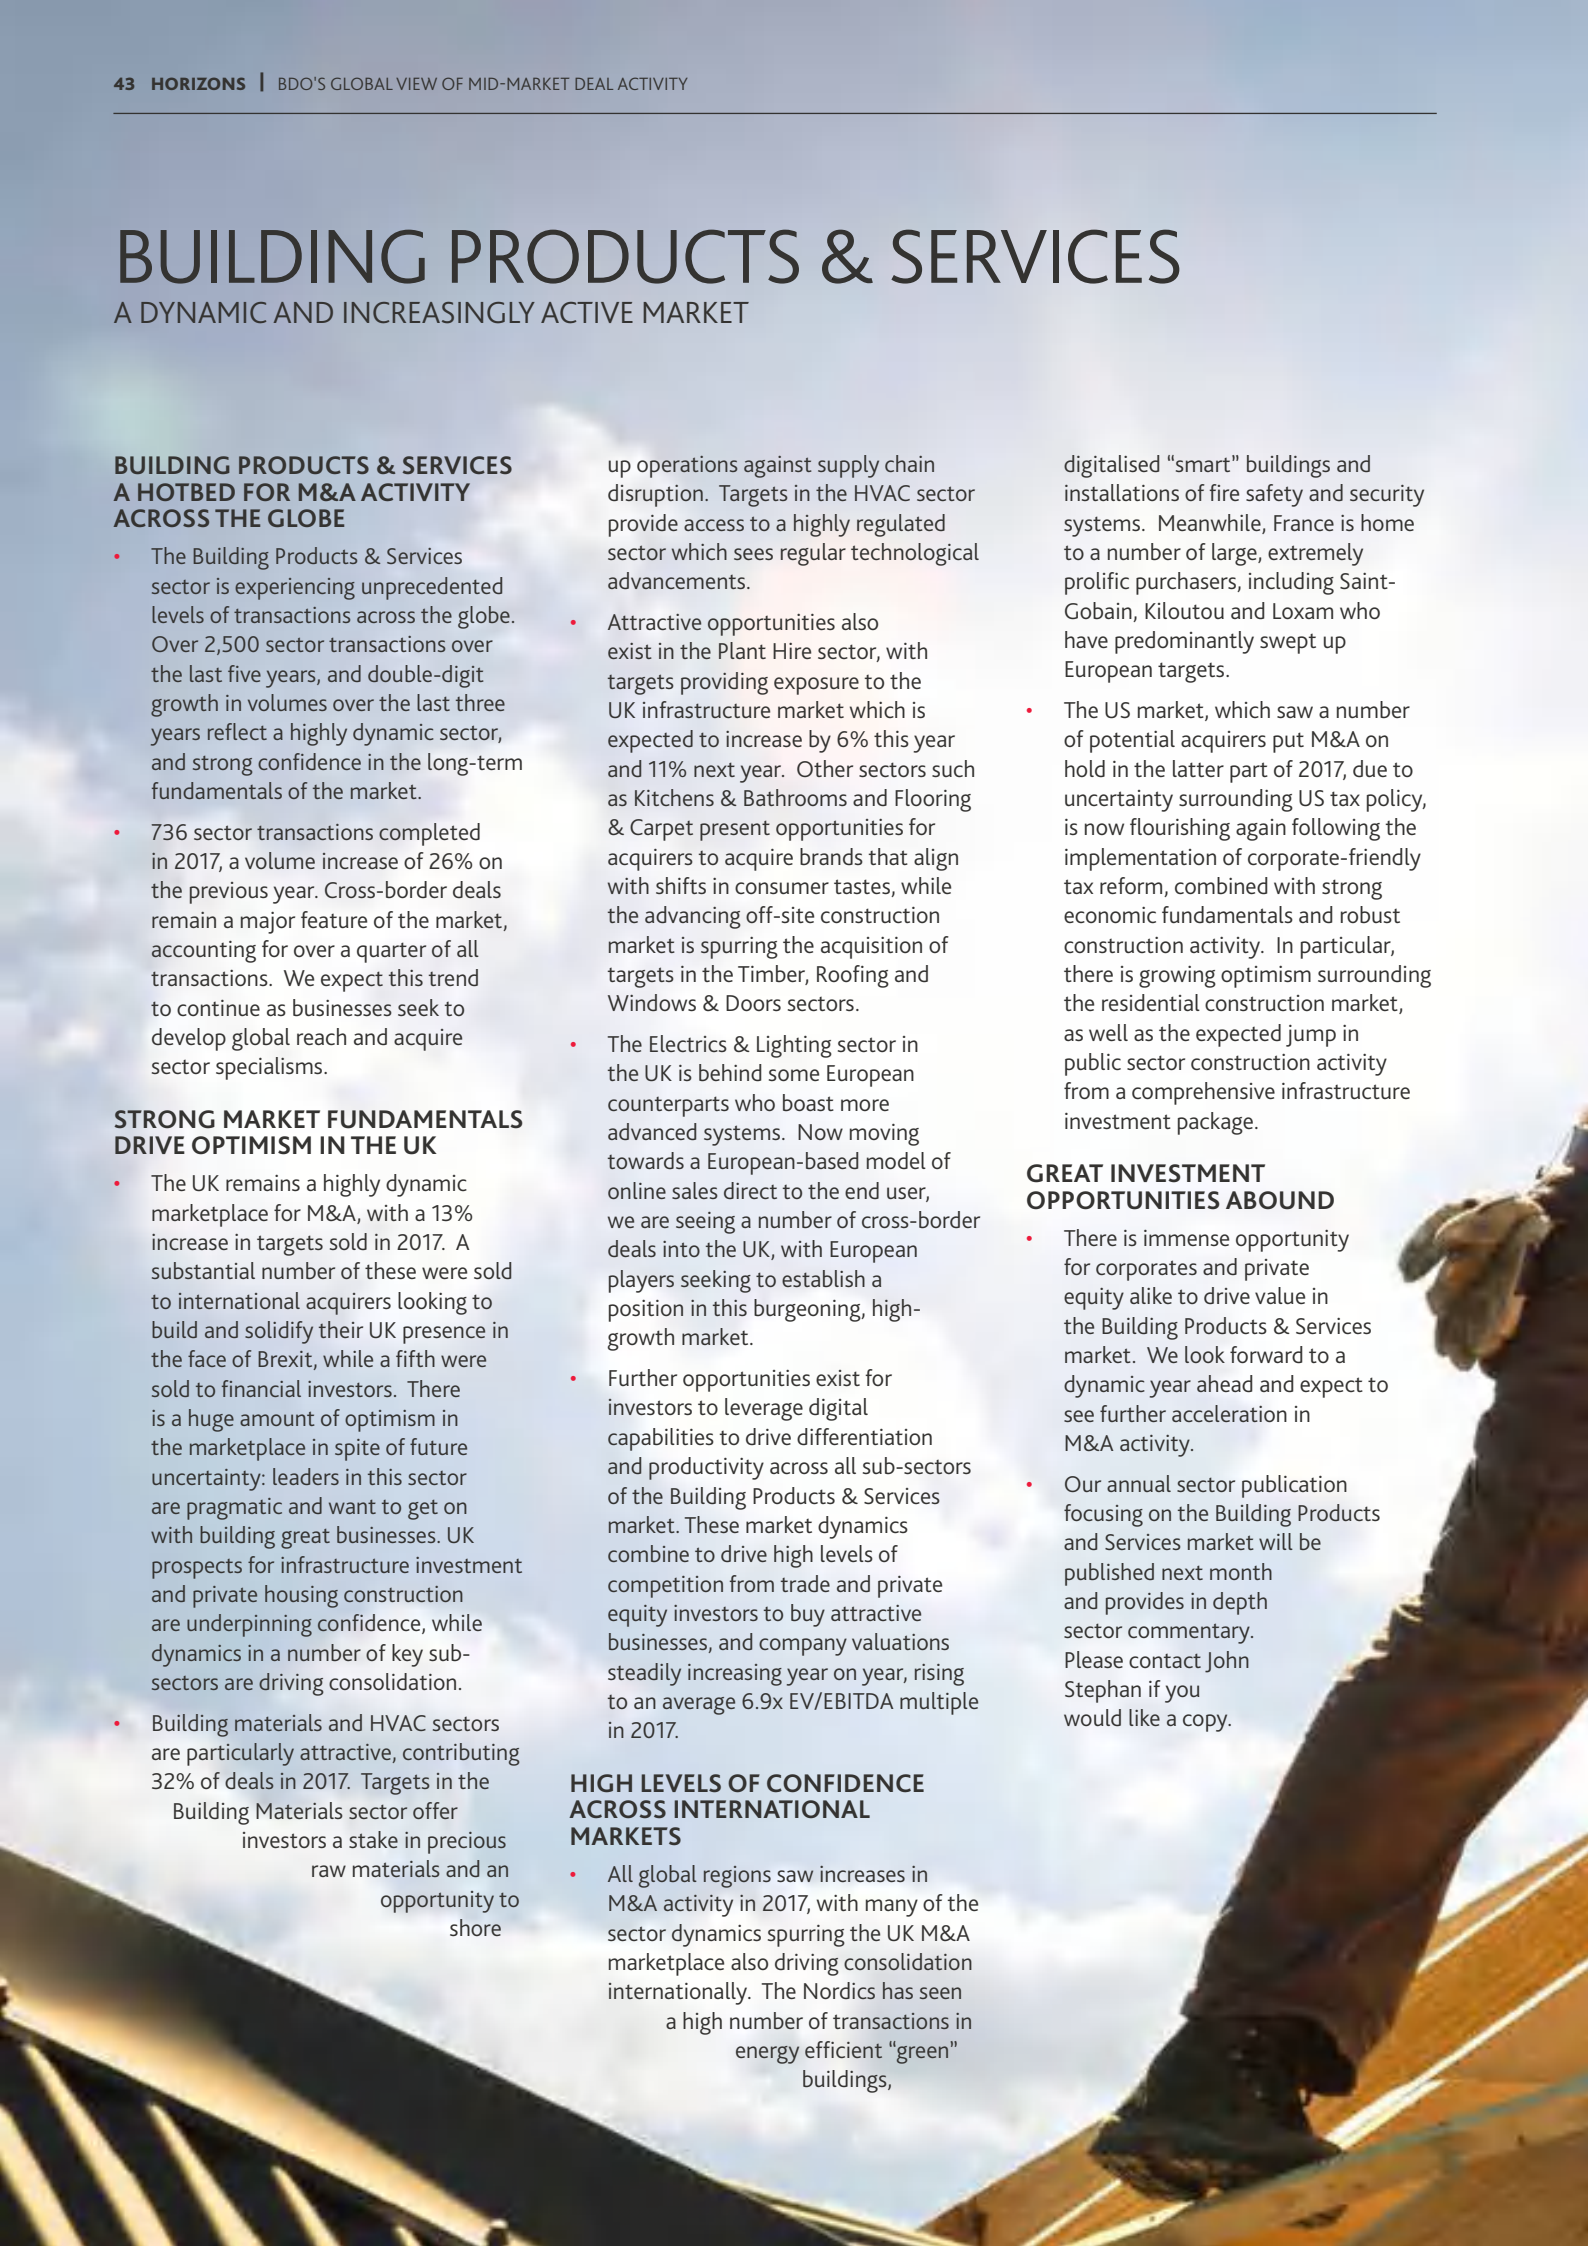 43 HORIZONS | BDO'S GLOBAL VIEW OF MID-MARKET DEAL ACTIVITY
BUILDING PRODUCTS & SERVICES
A DYNAMIC AND INCREASINGLY ACTIVE MARKET
BUILDING PRODUCTS & SERVICES
A HOTBED FOR M&A ACTIVITY
ACROSS THE GLOBE
• The Building Products & Services
sector is experiencing unprecedented
levels of transactions across the globe.
Over 2,500 sector transactions over
the last five years, and double-digit
growth in volumes over the last three
years reflect a highly dynamic sector,
and strong confidence in the long-term
fundamentals of the market.
• 736 sector transactions completed
in 2017, a volume increase of 26% on
the previous year. Cross-border deals
remain a major feature of the market,
accounting for over a quarter of all
transactions. We expect this trend
to continue as businesses seek to
develop global reach and acquire
sector specialisms.
STRONG MARKET FUNDAMENTALS
DRIVE OPTIMISM IN THE UK
• The UK remains a highly dynamic
marketplace for M&A, with a 13%
increase in targets sold in 2017. A
substantial number of these were sold
to international acquirers looking to
build and solidify their UK presence in
the face of Brexit, while a fifth were
sold to financial investors. There
is a huge amount of optimism in
the marketplace in spite of future
uncertainty: leaders in this sector
are pragmatic and want to get on
with building great businesses. UK
prospects for infrastructure investment
and private housing construction
are underpinning confidence, while
dynamics in a number of key sub-
sectors are driving consolidation.
• Building materials and HVAC sectors
are particularly attractive, contributing
32% of deals in 2017. Targets in the
Building Materials sector offer
investors a stake in precious
raw materials and an
opportunity to
shore
up operations against supply chain
disruption. Targets in the HVAC sector
provide access to a highly regulated
sector which sees regular technological
advancements.
• Attractive opportunities also
exist in the Plant Hire sector, with
targets providing exposure to the
UK infrastructure market which is
expected to increase by 6% this year
and 11% next year. Other sectors such
as Kitchens & Bathrooms and Flooring
& Carpet present opportunities for
acquirers to acquire brands that align
with shifts in consumer tastes, while
the advancing off-site construction
market is spurring the acquisition of
targets in the Timber, Roofing and
Windows & Doors sectors.
• The Electrics & Lighting sector in
the UK is behind some European
counterparts who boast more
advanced systems. Now moving
towards a European-based model of
online sales direct to the end user,
we are seeing a number of cross-border
deals into the UK, with European
players seeking to establish a
position in this burgeoning, high-
growth market.
• Further opportunities exist for
investors to leverage digital
capabilities to drive differentiation
and productivity across all sub-sectors
of the Building Products & Services
market. These market dynamics
combine to drive high levels of
competition from trade and private
equity investors to buy attractive
businesses, and company valuations
steadily increasing year on year, rising
to an average 6.9x EV/EBITDA multiple
in 2017.
HIGH LEVELS OF CONFIDENCE
ACROSS INTERNATIONAL
MARKETS
• All global regions saw increases in
M&A activity in 2017, with many of the
sector dynamics spurring the UK M&A
marketplace also driving consolidation
internationally. The Nordics has seen
a high number of transactions in
energy efficient “green”
buildings,
digitalised “smart” buildings and
installations of fire safety and security
systems. Meanwhile, France is home
to a number of large, extremely
prolific purchasers, including Saint-
Gobain, Kiloutou and Loxam who
have predominantly swept up
European targets.
• The US market, which saw a number
of potential acquirers put M&A on
hold in the latter part of 2017, due to
uncertainty surrounding US tax policy,
is now flourishing again following the
implementation of corporate-friendly
tax reform, combined with strong
economic fundamentals and robust
construction activity. In particular,
there is growing optimism surrounding
the residential construction market,
as well as the expected jump in
public sector construction activity
from a comprehensive infrastructure
investment package.
GREAT INVESTMENT
OPPORTUNITIES ABOUND
• There is immense opportunity
for corporates and private
equity alike to drive value in
the Building Products & Services
market. We look forward to a
dynamic year ahead and expect to
see further acceleration in
M&A activity.
• Our annual sector publication
focusing on the Building Products
and Services market will be
published next month
and provides in depth
sector commentary.
Please contact John
Stephan if you
would like a copy.